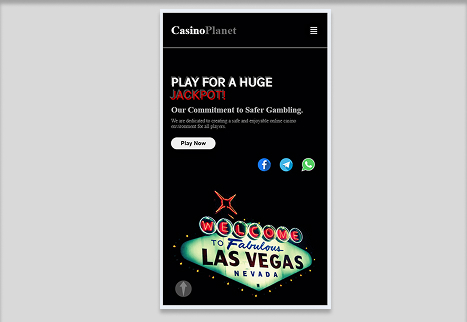 CasinoPlanet
PLAY FOR A HUGE
JACKPOT!
Our Commitment to Safer Gambling.
We are dedicated to creating a safe and enjoyable online casino
environment for all players.
Play Now
WELCOME
TO Fabulous
LAS VEGAS
NEVADA